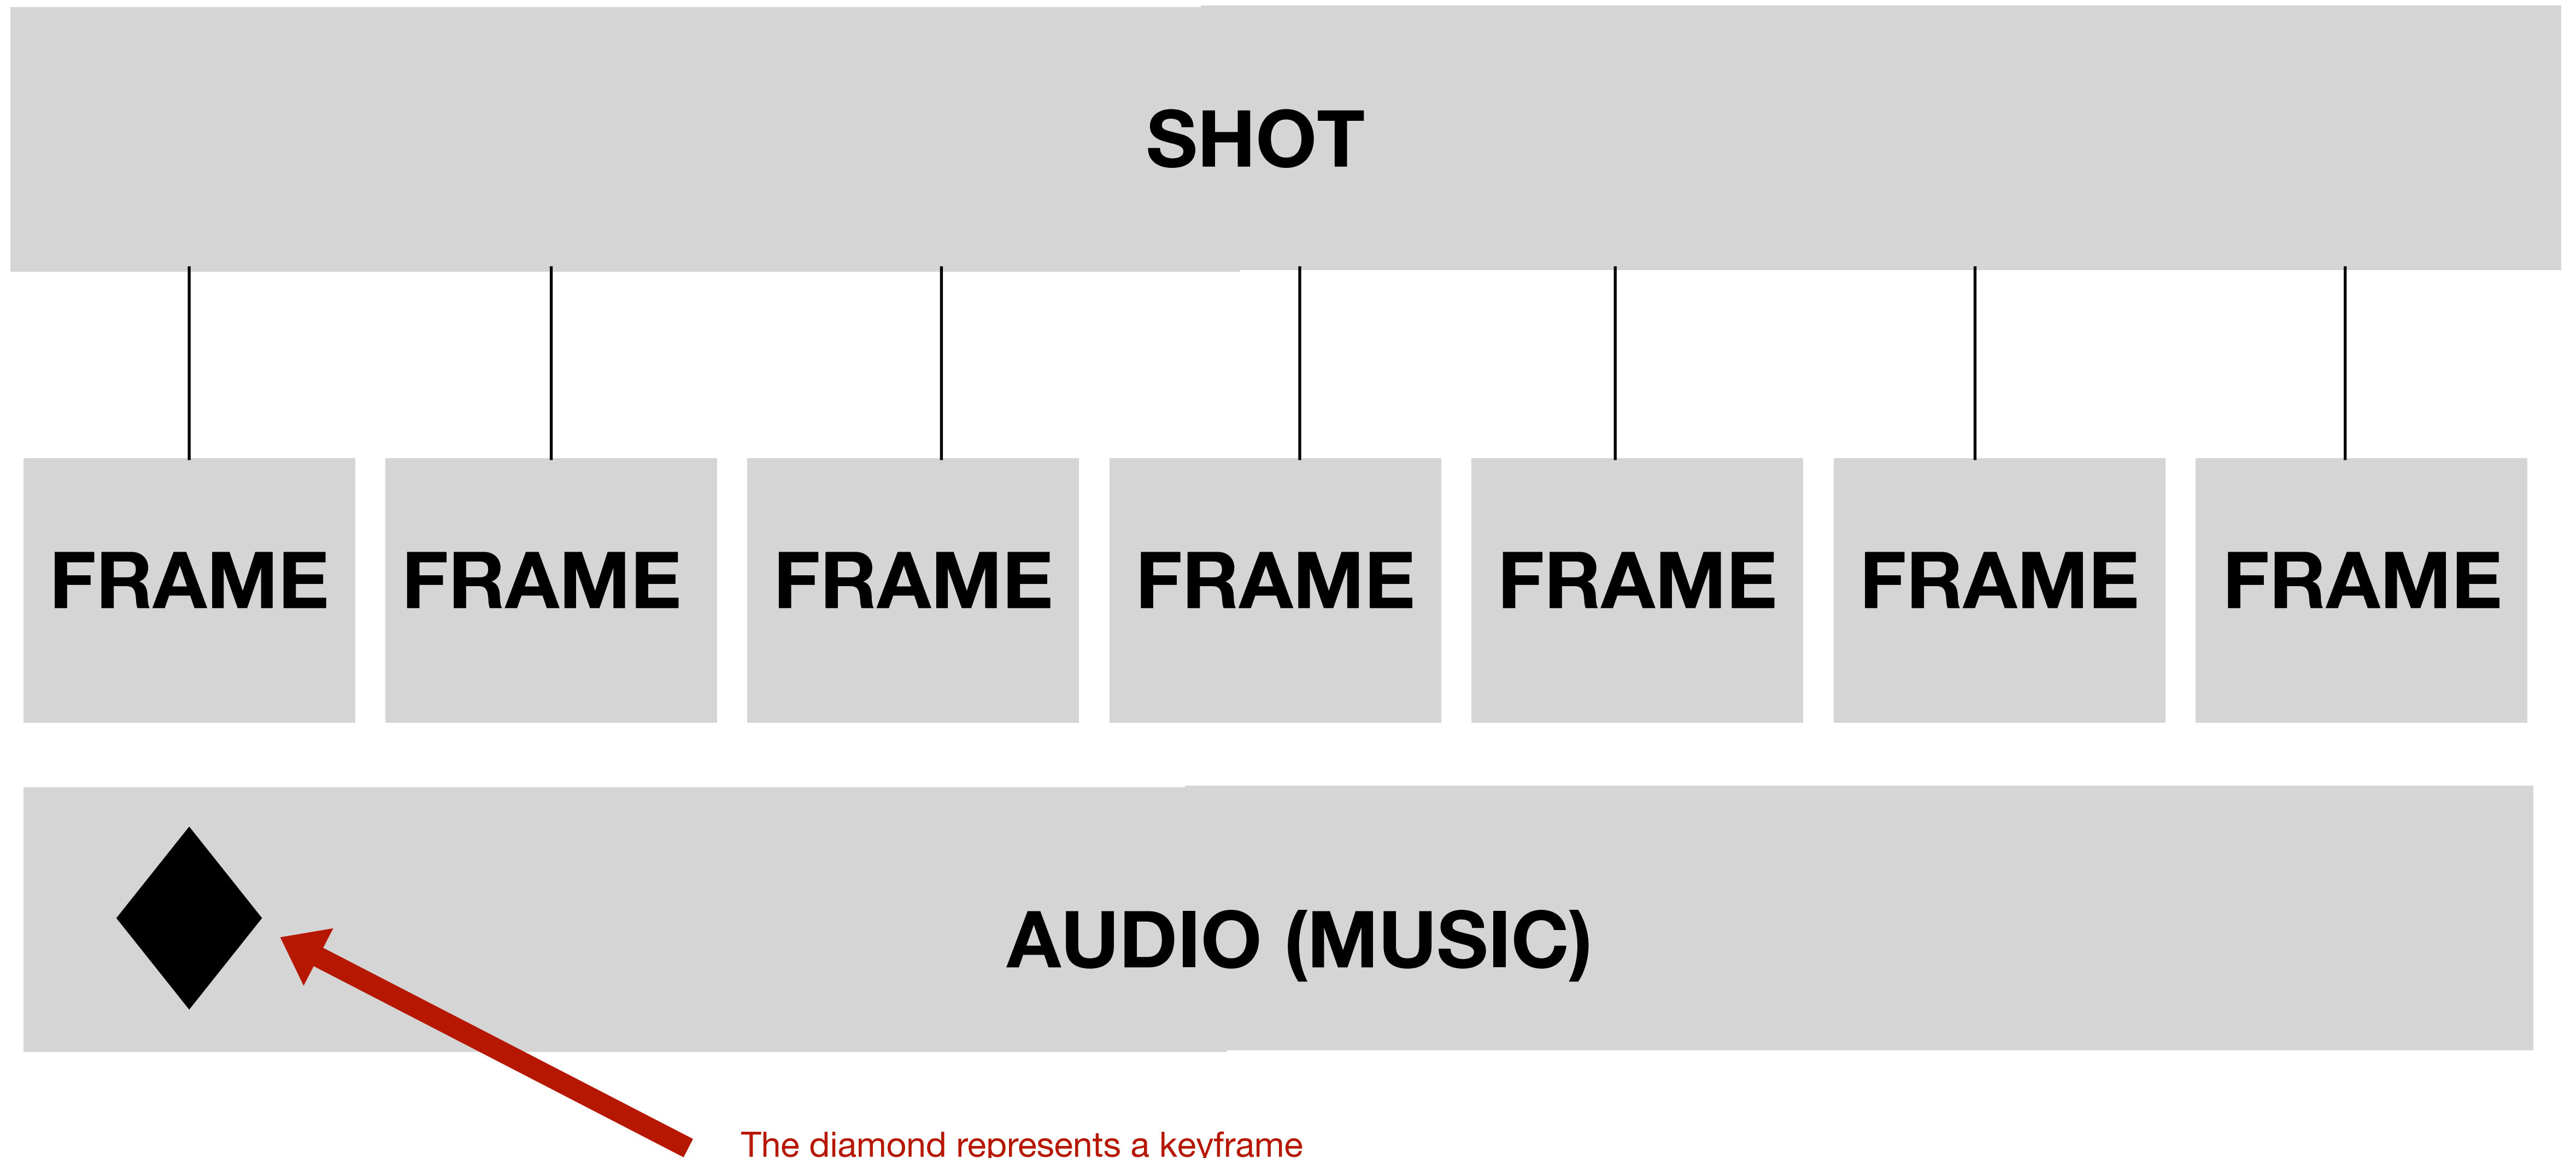 SHOT
FRAME FRAME FRAME FRAME FRAME FRAME FRAME
AUDIO (MUSIC)
The diamond represents a keyframe